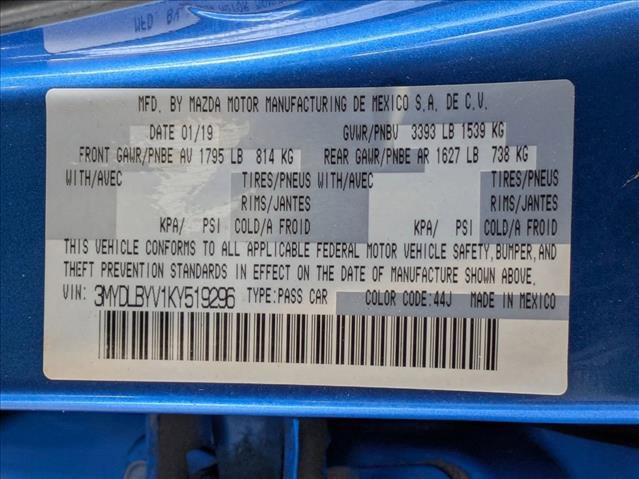 MFD. BY MAZDA MOTOR MANUFACTURING DE MEXICO S.A. DE C.V.
DATE 01/19 GVWR/PNBV 3393 LB 1539 KG
FRONT GAWR/PNBE AV 1795 LB 814 KG REAR GAWR/PNBE AR 1627 LB 738 KG
WITH/AVEC TIRES/PNEUS WITH/AVEC TIRES/PNEUS
RIMS/JANTES RIMS/JANTES
KPA/ PSI COLD/A FROID KPA/ PSI COLD/A FROID
THIS VEHICLE CONFORMS TO ALL APPLICABLE FEDERAL MOTOR VEHICLE SAFETY, BUMPER, AND
THEFT PREVENTION STANDARDS IN EFFECT ON THE DATE OF MANUFACTURE SHOWN ABOVE.
VIN: 3MYDLBYV1KY519296 TYPE:PASS CAR COLOR CODE:44J MADE IN MEXICO